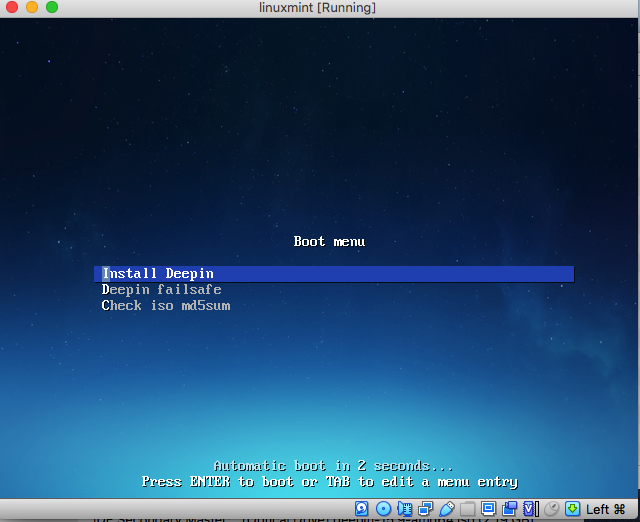 linuxmint [Running]
Boot menu
Install Deepin
Deepin failsafe
Check iso md5sum
Automatic boot in 2 seconds...
Press ENTER to boot or TAB to edit a menu entry
Left ⌘